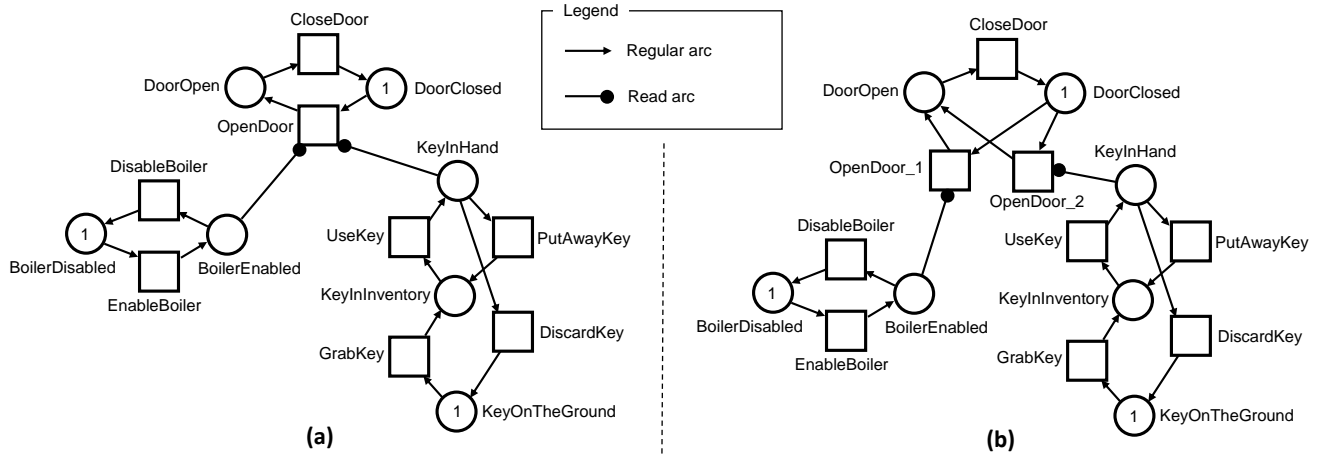 CloseDoor
DoorOpen
1
DoorClosed
OpenDoor
KeyInHand
DisableBoiler
1
BoilerDisabled
BoilerEnabled
EnableBoiler
UseKey
PutAwayKey
KeyInInventory
GrabKey
DiscardKey
1
KeyOnTheGround
(a)
Legend
Regular arc
Read arc
CloseDoor
DoorOpen
1
DoorClosed
OpenDoor_1
OpenDoor_2
KeyInHand
DisableBoiler
1
BoilerDisabled
BoilerEnabled
EnableBoiler
UseKey
PutAwayKey
KeyInInventory
GrabKey
DiscardKey
1
KeyOnTheGround
(b)